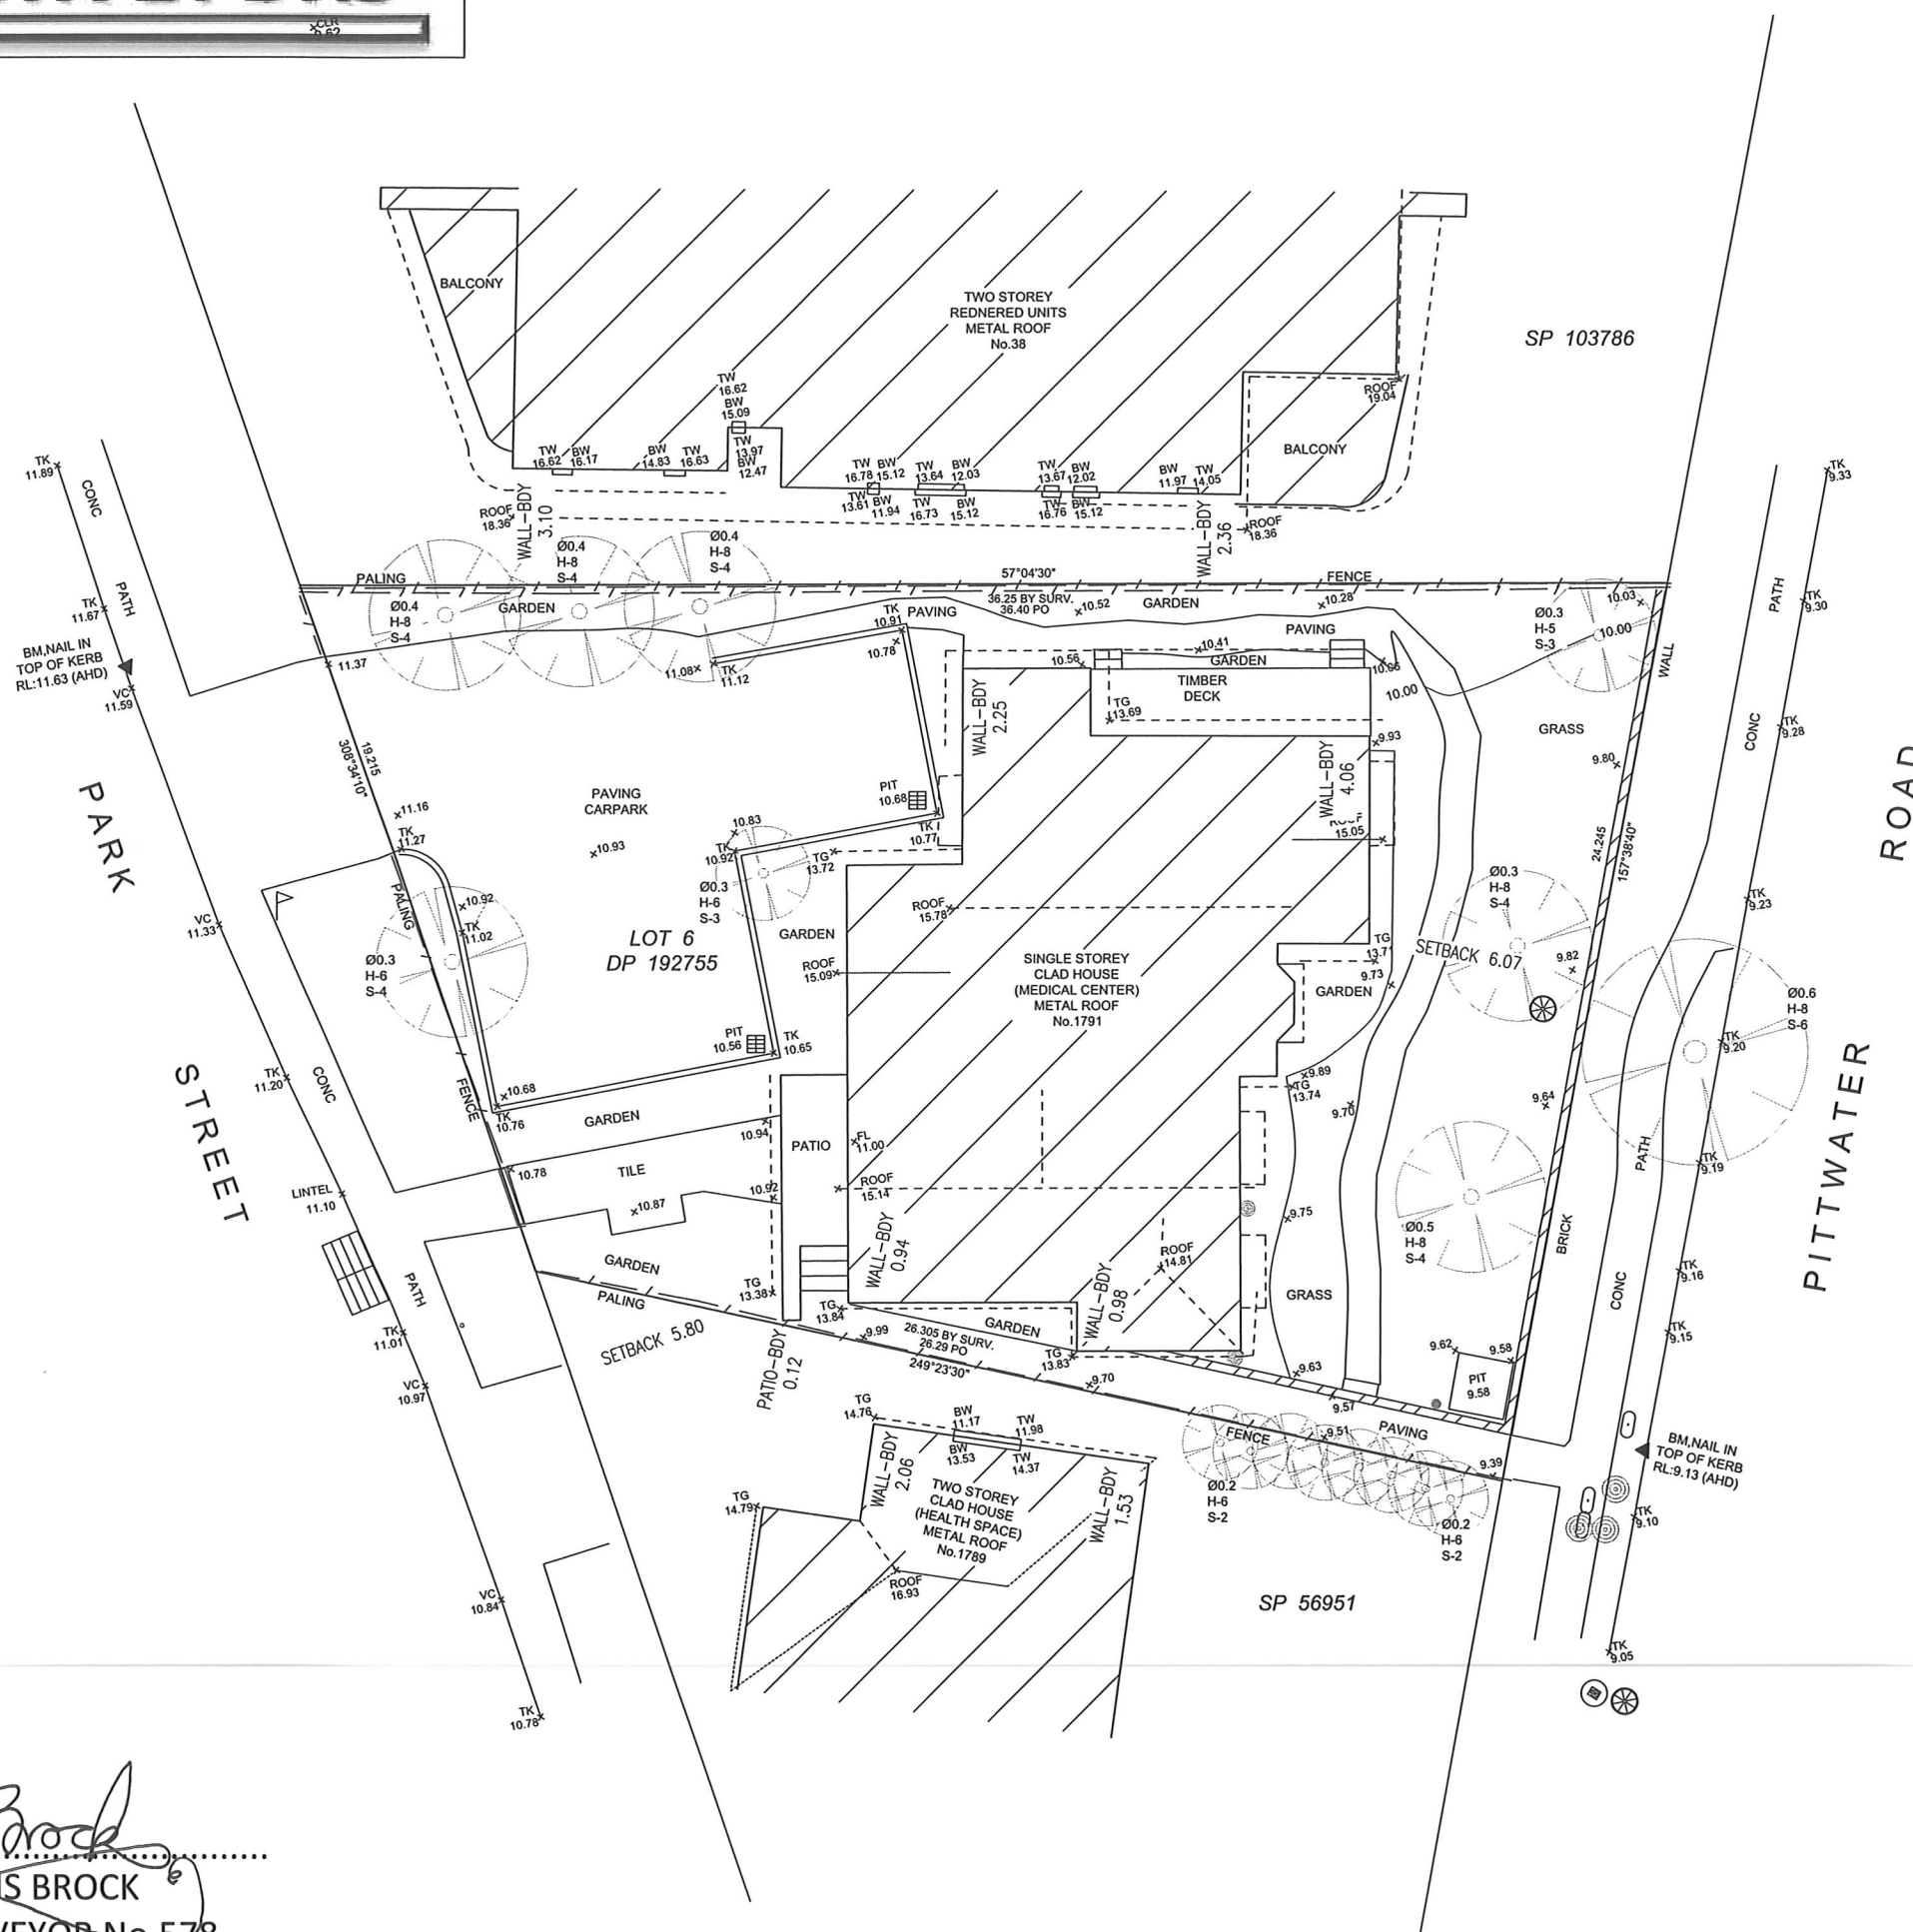 CLR
9.62
BALCONY
TWO STOREY
REDNERED UNITS
METAL ROOF
No.38
SP 103786
TW
16.62
BW
15.09
TW
13.97
BW
12.47
TW
16.62
BW
16.17
BW
14.83
TW
16.63
TW
16.78
BW
15.12
TW
13.64
BW
12.03
TW
13.67
BW
12.02
BW
11.97
TW
14.05
TW
13.61
BW
11.94
TW
16.73
BW
15.12
TW
16.76
BW
15.12
ROOF
19.04
BALCONY
ROOF
18.36
WALL-BDY
3.10
WALL-BDY
2.36
ROOF
18.36
TK
11.89
CONC
PATH
TK
11.67
BM,NAIL IN
TOP OF KERB
RL:11.63 (AHD)
VC
11.59
Ø0.4
H-8
S-4
Ø0.4
H-8
S-4
Ø0.4
H-8
S-4
PALING
57°04'30"
FENCE
GARDEN
36.25 BY SURV.
36.40 PO
10.52
GARDEN
10.28
10.03
TK
10.91
PAVING
PAVING
10.78
11.37
11.08
TK
11.12
10.56
10.41
GARDEN
10.06
10.00
10.00
Ø0.3
H-5
S-3
WALL
TIMBER
DECK
TG
13.69
WALL-BDY
2.25
WALL-BDY
4.06
9.93
GRASS
9.80
PATH
CONC
TK
9.33
TK
9.30
TK
9.28
TK
9.23
ROAD
19.215
308°34'10"
PAVING
CARPARK
PIT
10.68
TK
10.77
11.16
TK
11.27
10.93
10.83
TK
10.92
TG
13.72
ROOF
15.05
24.245
157°38'40"
PARK
PALING
10.92
TK
11.02
Ø0.3
H-6
S-3
Ø0.3
H-6
S-4
LOT 6
DP 192755
GARDEN
ROOF
15.78
ROOF
15.09
SINGLE STOREY
CLAD HOUSE
(MEDICAL CENTER)
METAL ROOF
No.1791
TG
13.71
9.73
GARDEN
SETBACK 6.07
Ø0.3
H-8
S-4
9.82
Ø0.6
H-8
S-6
TK
9.20
VC
11.33
TK
11.20
CONC
STREET
FENCE
PIT
10.56
TK
10.65
10.68
TK
10.76
GARDEN
10.94
PATIO
FL
11.00
9.89
TG
13.74
9.70
9.64
PATH
TK
9.19
PITTWATER
10.78
TILE
10.87
10.92
ROOF
15.14
LINTEL
11.10
9.75
Ø0.5
H-8
S-4
BRICK
CONC
TK
9.16
WALL-BDY
0.94
ROOF
14.81
WALL-BDY
0.98
GARDEN
PALING
TG
13.38
TG
13.84
9.99
26.305 BY SURV.
26.29 PO
249°23'30"
GARDEN
TG
13.83
GRASS
9.63
9.62
9.58
PIT
9.58
TK
9.15
PATH
TK
11.01
SETBACK 5.80
PATIO-BDY
0.12
9.70
9.57
PAVING
9.51
FENCE
9.39
VC
10.97
TG
14.76
BW
11.17
TW
11.98
BW
13.53
TW
14.37
WALL-BDY
2.06
WALL-BDY
1.53
TWO STOREY
CLAD HOUSE
(HEALTH SPACE)
METAL ROOF
No.1789
TG
14.79
ROOF
16.93
Ø0.2
H-6
S-2
Ø0.2
H-6
S-2
BM,NAIL IN
TOP OF KERB
RL:9.13 (AHD)
TK
9.10
VC
10.84
SP 56951
TK
9.05
TK
10.78
Brock
S BROCK
VEYOR No.578